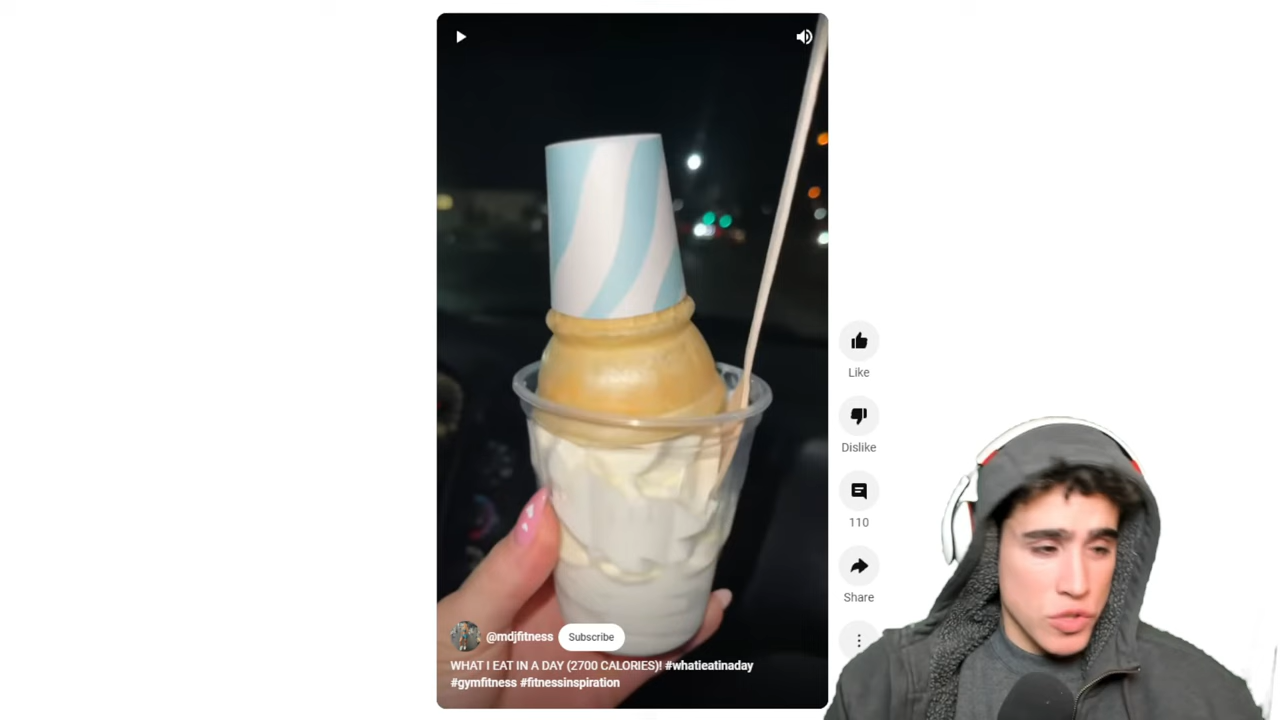 Like
Dislike
110
Share
@mdjfitness Subscribe
WHAT I EAT IN A DAY (2700 CALORIES)! #whatieatinaday
#gymfitness #fitnessinspiration